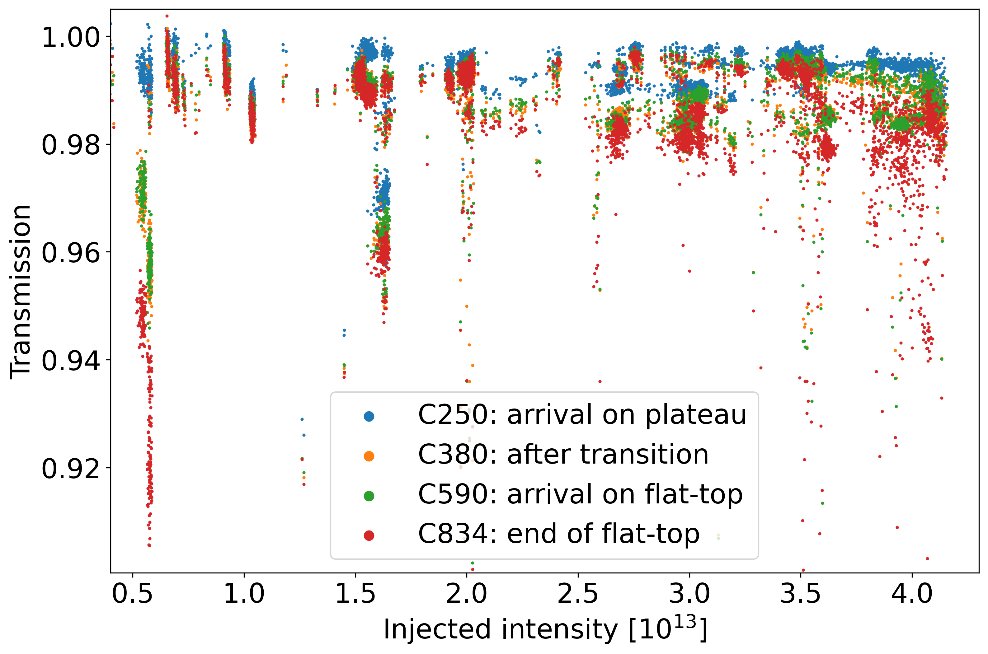 1.00
0.98
0.96
0.94
0.92
Transmission
C250: arrival on plateau
C380: after transition
C590: arrival on flat-top
C834: end of flat-top
0.5 1.0 1.5 2.0 2.5 3.0 3.5 4.0
Injected intensity [10¹³]